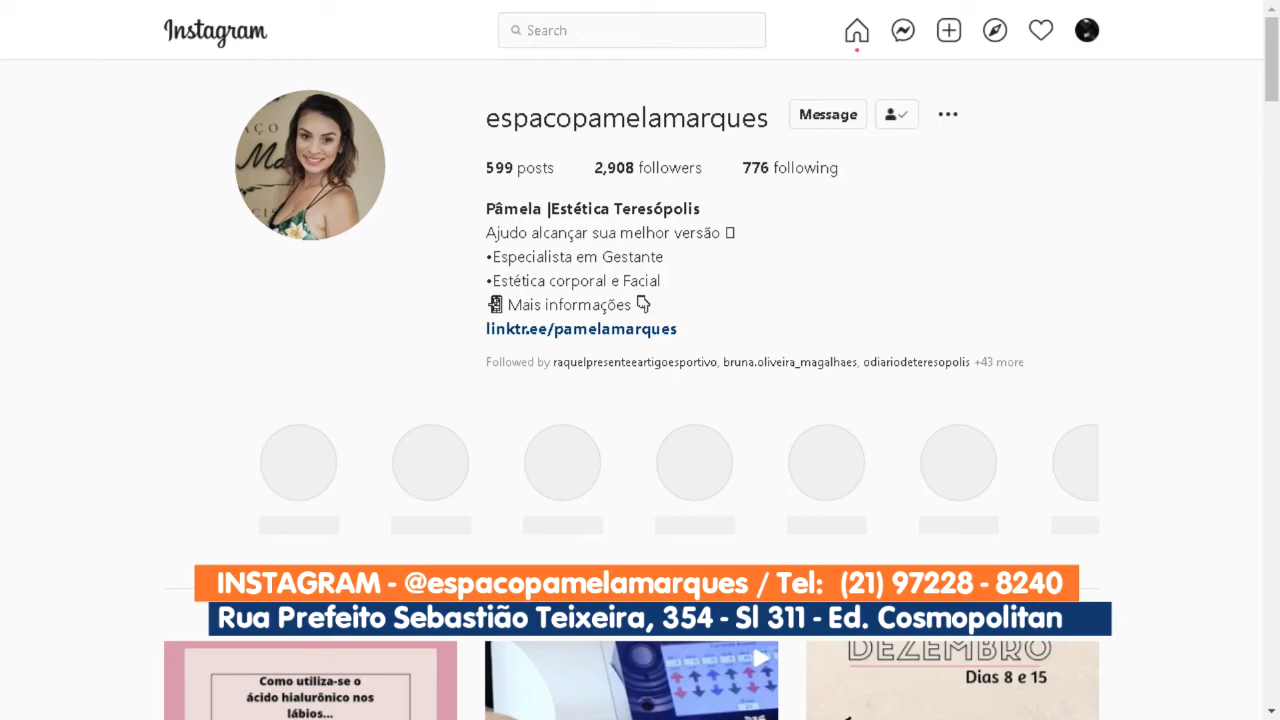 Instagram
Search
espacopamelamarques
Message
599 posts 2,908 followers 776 following
Pâmela |Estética Teresópolis
Ajudo alcançar sua melhor versão
•Especialista em Gestante
•Estética corporal e Facial
Mais informações
linktr.ee/pamelamarques
Followed by raquelpresenteeartigoesportivo, bruna.oliveira_magalhaes, odiariodeteresopolis +43 more
INSTAGRAM - @espacopamelamarques / Tel: (21) 97228 - 8240
Rua Prefeito Sebastião Teixeira, 354 - Sl 311 - Ed. Cosmopolitan
Como utiliza-se o
ácido hialurônico nos
lábios...
DEZEMBRO
Dias 8 e 15